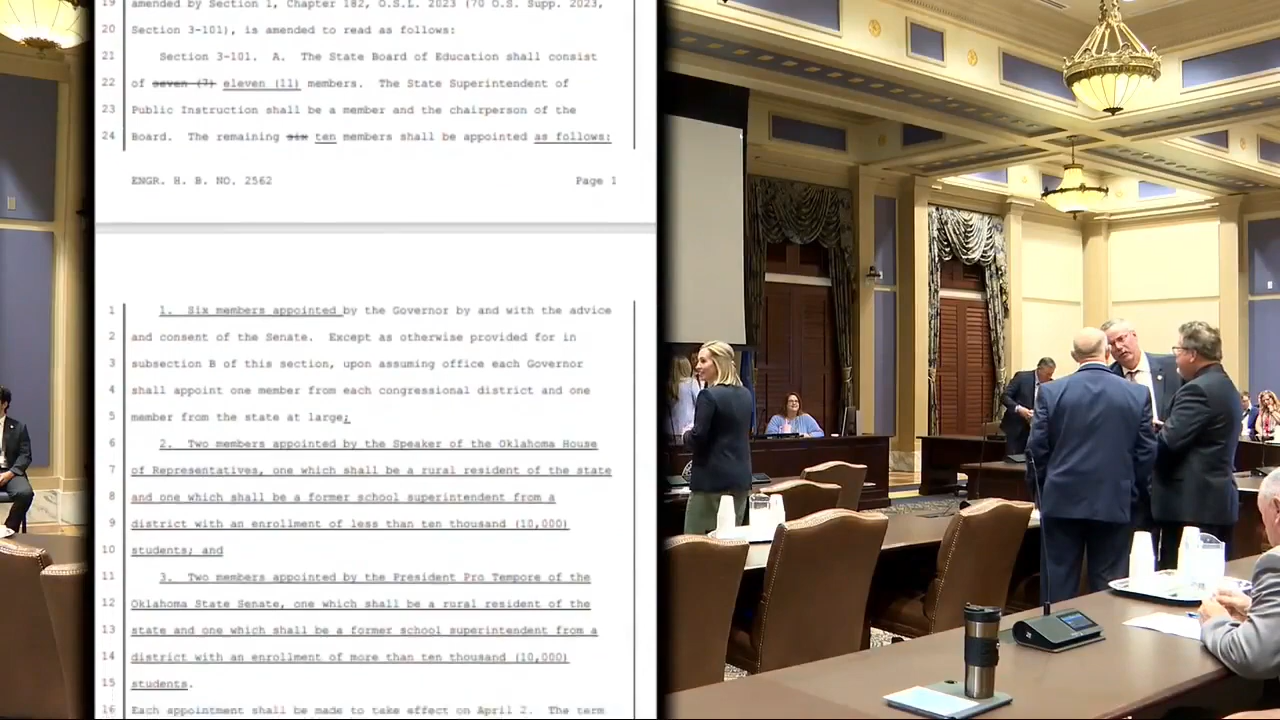 19 amended by Section 1, Chapter 182, O.S.L. 2023 (70 O.S. Supp. 2023,
20 Section 3-101), is amended to read as follows:
21 Section 3-101. A. The State Board of Education shall consist
22 of seven (7) eleven (11) members. The State Superintendent of
23 Public Instruction shall be a member and the chairperson of the
24 Board. The remaining six ten members shall be appointed as follows:
ENGR. H. B. NO. 2562 Page 1
1 1. Six members appointed by the Governor by and with the advice
2 and consent of the Senate. Except as otherwise provided for in
3 subsection B of this section, upon assuming office each Governor
4 shall appoint one member from each congressional district and one
5 member from the state at large;
6 2. Two members appointed by the Speaker of the Oklahoma House
7 of Representatives, one which shall be a rural resident of the state
8 and one which shall be a former school superintendent from a
9 district with an enrollment of less than ten thousand (10,000)
10 students; and
11 3. Two members appointed by the President Pro Tempore of the
12 Oklahoma State Senate, one which shall be a rural resident of the
13 state and one which shall be a former school superintendent from a
14 district with an enrollment of more than ten thousand (10,000)
15 students.
16 Each appointment shall be made to take effect on April 2. The term